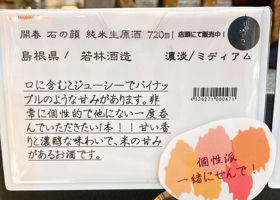 開春 石の顔 純米生原酒 720ml 店頭にて販売中！
島根県 / 若林酒造 濃淡/ミディアム
口に含むとジューシーでパイナッ
プルのような甘みがあります。非
常に個性的で他にない一度呑
んでいただきたい1本！！甘い香り
と濃醇な味わいで、米の甘み
があるお酒です。
4936271000671
個性派
一緒にせんで！